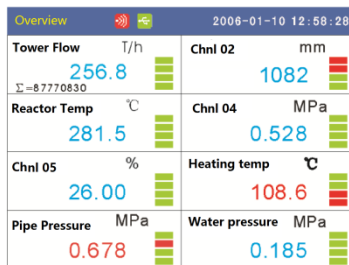 Overview 2006-01-10 12:58:28
Tower Flow T/h
256.8
Σ=87770830
Chnl 02 mm
1082
Reactor Temp ℃
281.5
Chnl 04 MPa
0.528
Chnl 05 %
26.00
Heating temp ℃
108.6
Pipe Pressure MPa
0.678
Water pressure MPa
0.185